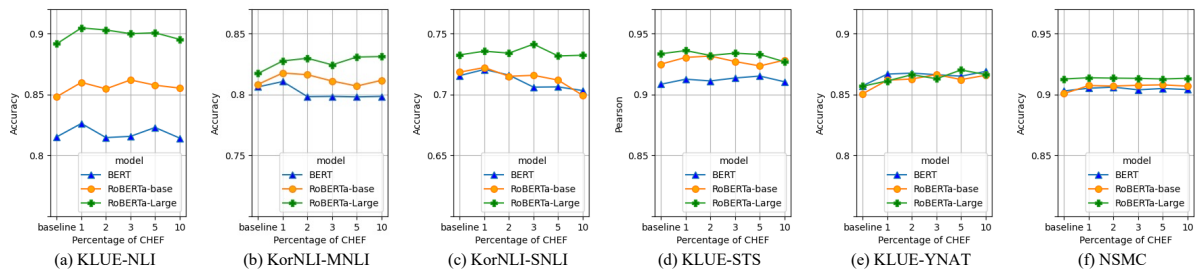 0.9
0.85
0.8
Accuracy
model
BERT
RoBERTa-base
RoBERTa-Large
baseline 1 2 3 5 10
Percentage of CHEF
(a) KLUE-NLI
0.85
0.8
0.75
Accuracy
model
BERT
RoBERTa-base
RoBERTa-Large
baseline 1 2 3 5 10
Percentage of CHEF
(b) KorNLI-MNLI
0.75
0.7
0.65
Accuracy
model
BERT
RoBERTa-base
RoBERTa-Large
baseline 1 2 3 5 10
Percentage of CHEF
(c) KorNLI-SNLI
0.95
0.9
0.85
Pearson
model
BERT
RoBERTa-base
RoBERTa-Large
baseline 1 2 3 5 10
Percentage of CHEF
(d) KLUE-STS
0.9
0.85
0.8
Accuracy
model
BERT
RoBERTa-base
RoBERTa-Large
baseline 1 2 3 5 10
Percentage of CHEF
(e) KLUE-YNAT
0.95
0.9
0.85
Accuracy
model
BERT
RoBERTa-base
RoBERTa-Large
baseline 1 2 3 5 10
Percentage of CHEF
(f) NSMC